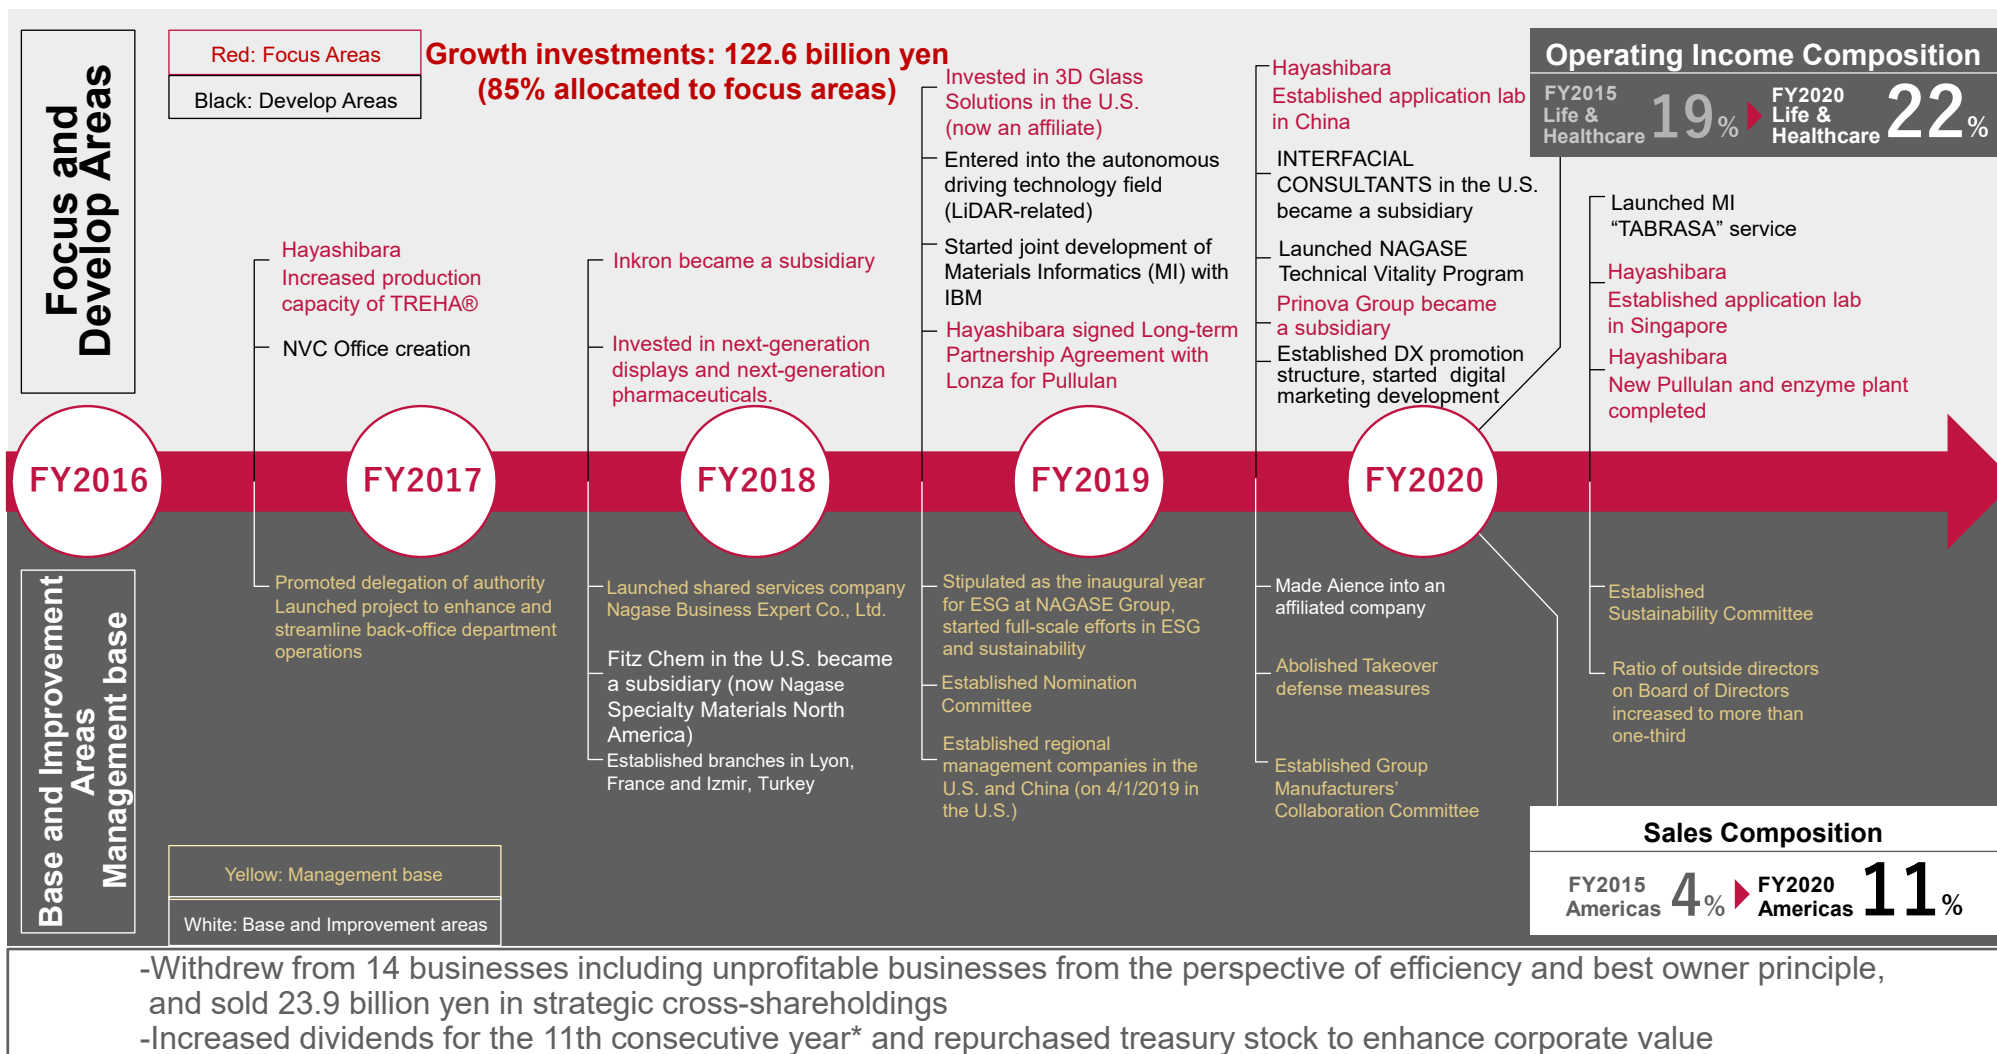 Focus and
Develop Areas
Red: Focus Areas
Black: Develop Areas
Growth investments: 122.6 billion yen
(85% allocated to focus areas)
Operating Income Composition
FY2015
Life &
Healthcare
19%
FY2020
Life &
Healthcare
22%
Hayashibara
Increased production
capacity of TREHA®
NVC Office creation
Inkron became a subsidiary
Invested in next-generation
displays and next-generation
pharmaceuticals.
Invested in 3D Glass
Solutions in the U.S.
(now an affiliate)
Entered into the autonomous
driving technology field
(LiDAR-related)
Started joint development of
Materials Informatics (MI) with
IBM
Hayashibara signed Long-term
Partnership Agreement with
Lonza for Pullulan
Hayashibara
Established application lab
in China
INTERFACIAL
CONSULTANTS in the U.S.
became a subsidiary
Launched NAGASE
Technical Vitality Program
Prinova Group became
a subsidiary
Established DX promotion
structure, started  digital
marketing development
Launched MI
“TABRASA” service
Hayashibara
Established application lab
in Singapore
Hayashibara
New Pullulan and enzyme plant
completed
FY2016
FY2017
FY2018
FY2019
FY2020
Base and Improvement
Areas
Management base
Promoted delegation of authority
Launched project to enhance and
streamline back-office department
operations
Launched shared services company
Nagase Business Expert Co., Ltd.
Fitz Chem in the U.S. became
a subsidiary (now Nagase
Specialty Materials North
America)
Established branches in Lyon,
France and Izmir, Turkey
Stipulated as the inaugural year
for ESG at NAGASE Group,
started full-scale efforts in ESG
and sustainability
Established Nomination
Committee
Established regional
management companies in the
U.S. and China (on 4/1/2019 in
the U.S.)
Made Aience into an
affiliated company
Abolished Takeover
defense measures
Established Group
Manufacturers'
Collaboration Committee
Established
Sustainability Committee
Ratio of outside directors
on Board of Directors
increased to more than
one-third
Yellow: Management base
White: Base and Improvement areas
Sales Composition
FY2015
Americas
4%
FY2020
Americas
11%
-Withdrew from 14 businesses including unprofitable businesses from the perspective of efficiency and best owner principle,
and sold 23.9 billion yen in strategic cross-shareholdings
-Increased dividends for the 11th consecutive year* and repurchased treasury stock to enhance corporate value